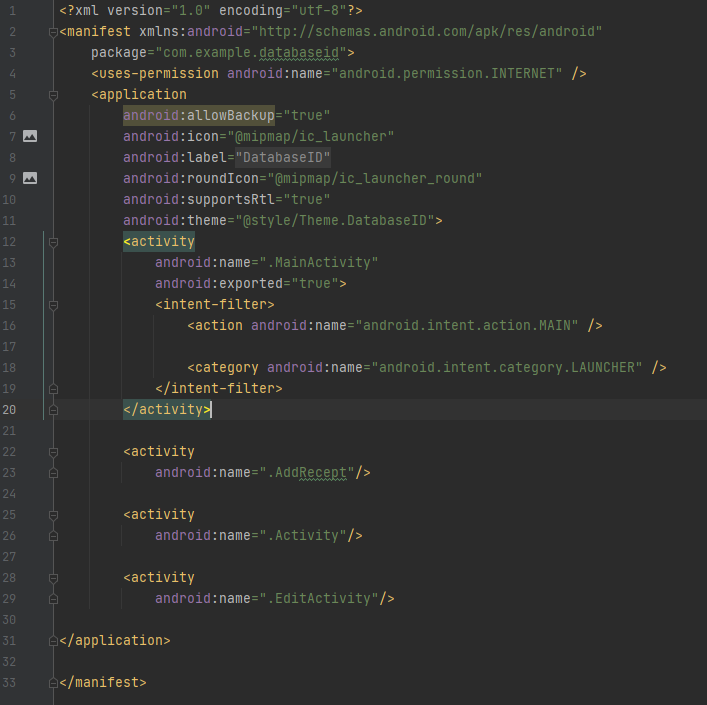 1 <?xml version="1.0" encoding="utf-8"?>
2 <manifest xmlns:android="http://schemas.android.com/apk/res/android"
3     package="com.example.databaseid">
4     <uses-permission android:name="android.permission.INTERNET" />
5     <application
6         android:allowBackup="true"
7         android:icon="@mipmap/ic_launcher"
8         android:label="DatabaseID"
9         android:roundIcon="@mipmap/ic_launcher_round"
10         android:supportsRtl="true"
11         android:theme="@style/Theme.DatabaseID">
12         <activity
13             android:name=".MainActivity"
14             android:exported="true">
15             <intent-filter>
16                 <action android:name="android.intent.action.MAIN" />
17
18                 <category android:name="android.intent.category.LAUNCHER" />
19             </intent-filter>
20         </activity>
21
22         <activity
23             android:name=".AddRecept"/>
24
25         <activity
26             android:name=".Activity"/>
27
28         <activity
29             android:name=".EditActivity"/>
30
31 </application>
32
33 </manifest>